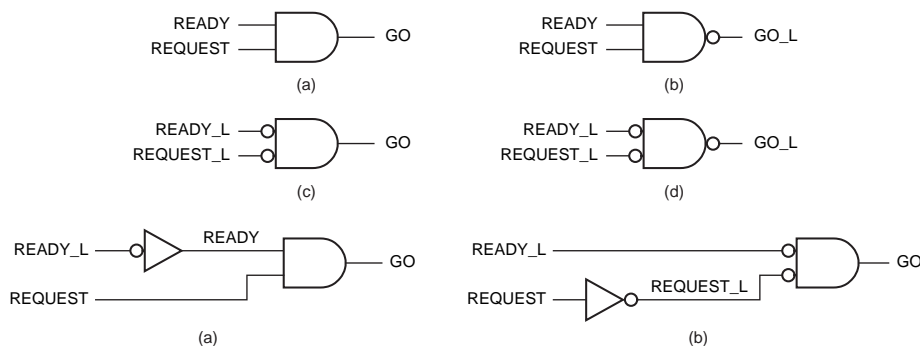 READY
REQUEST
GO
(a)
READY
REQUEST
GO_L
(b)
READY_L
REQUEST_L
GO
(c)
READY_L
REQUEST_L
GO_L
(d)
READY_L
READY
GO
REQUEST
(a)
READY_L
GO
REQUEST
REQUEST_L
(b)